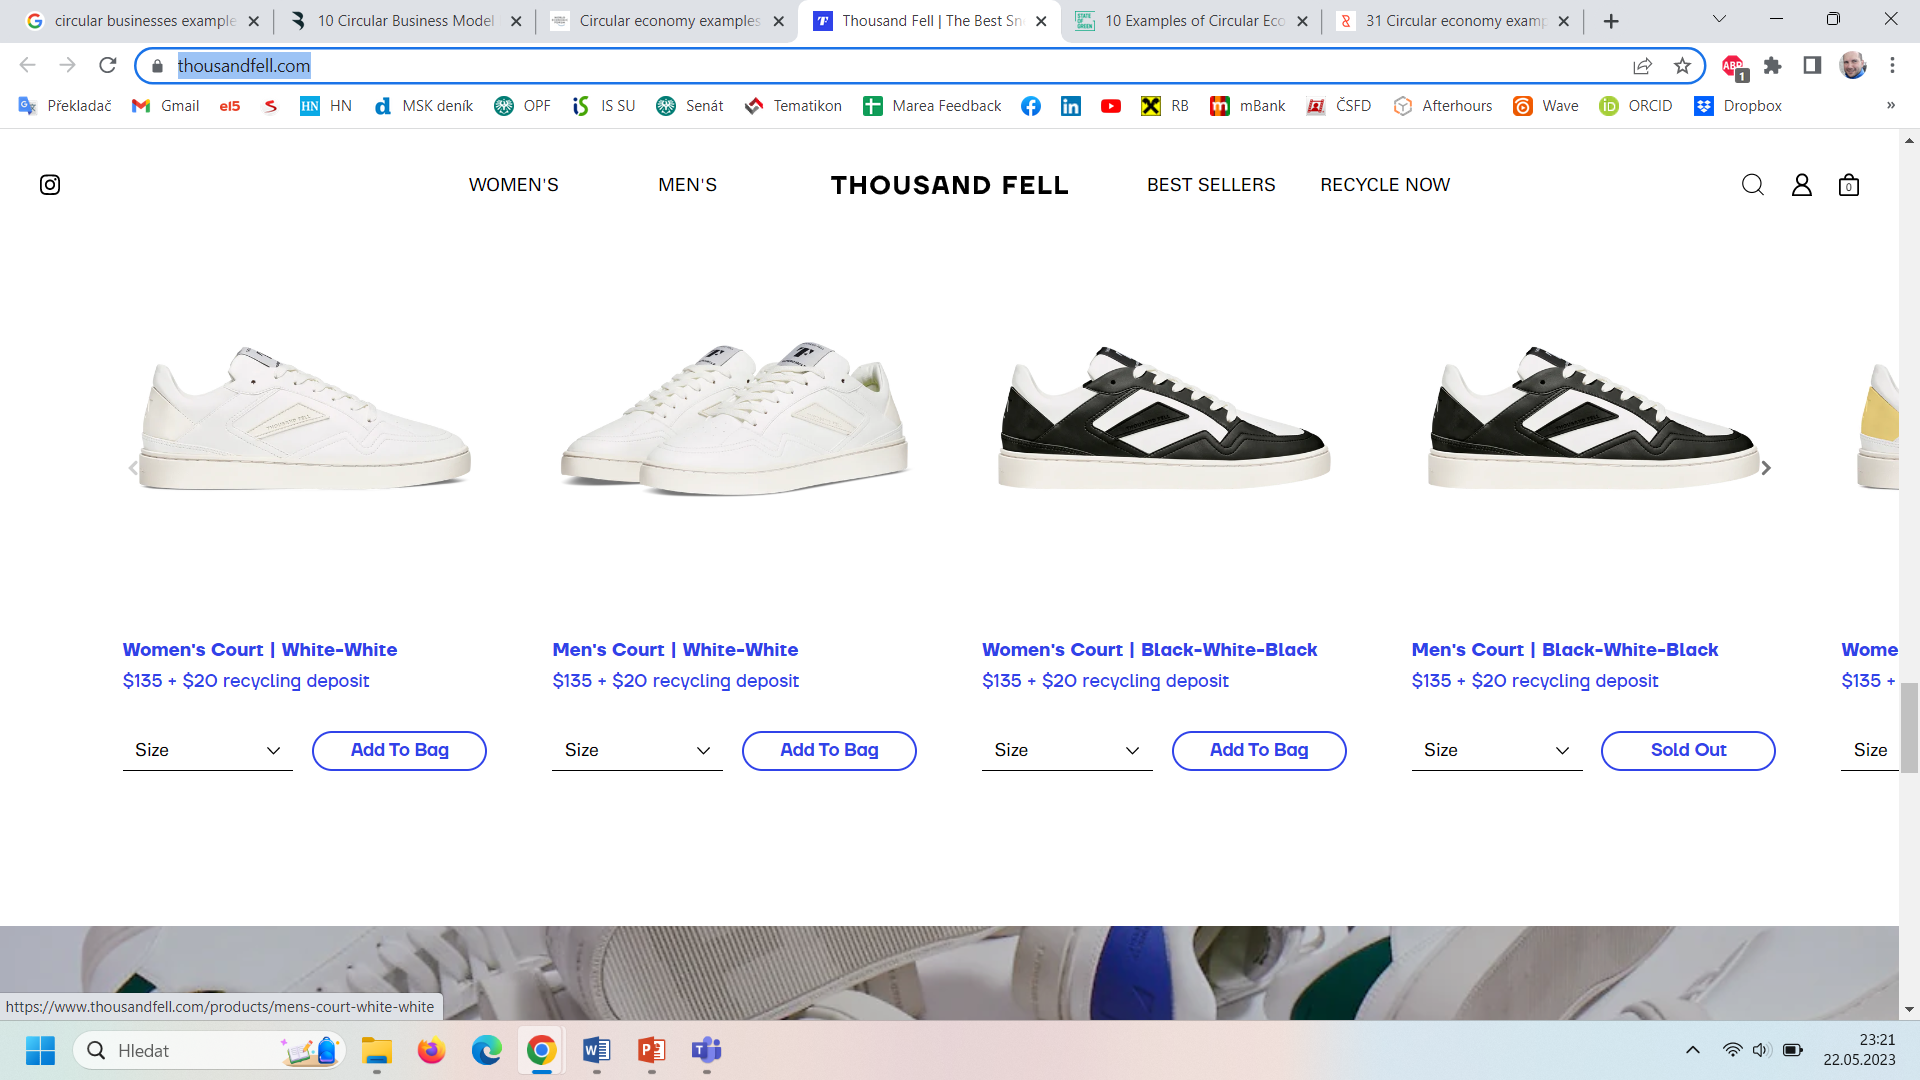 circular businesses example
10 Circular Business Model
Circular economy examples
Thousand Fell | The Best Sn
10 Examples of Circular Eco
31 Circular economy examp
thousandfell.com
ABP
1
Překladač
Gmail
el5
HN
MSK deník
OPF
IS SU
Senát
Tematikon
Marea Feedback
RB
mBank
ČSFD
Afterhours
Wave
ORCID
Dropbox
»
WOMEN'S
MEN'S
THOUSAND FELL
BEST SELLERS
RECYCLE NOW
0
Women's Court | White-White
$135 + $20 recycling deposit
Size
Add To Bag
Men's Court | White-White
$135 + $20 recycling deposit
Size
Add To Bag
Women's Court | Black-White-Black
$135 + $20 recycling deposit
Size
Add To Bag
Men's Court | Black-White-Black
$135 + $20 recycling deposit
Size
Sold Out
Wome
$135 +
Size
https://www.thousandfell.com/products/mens-court-white-white
Hledat
23:21
22.05.2023